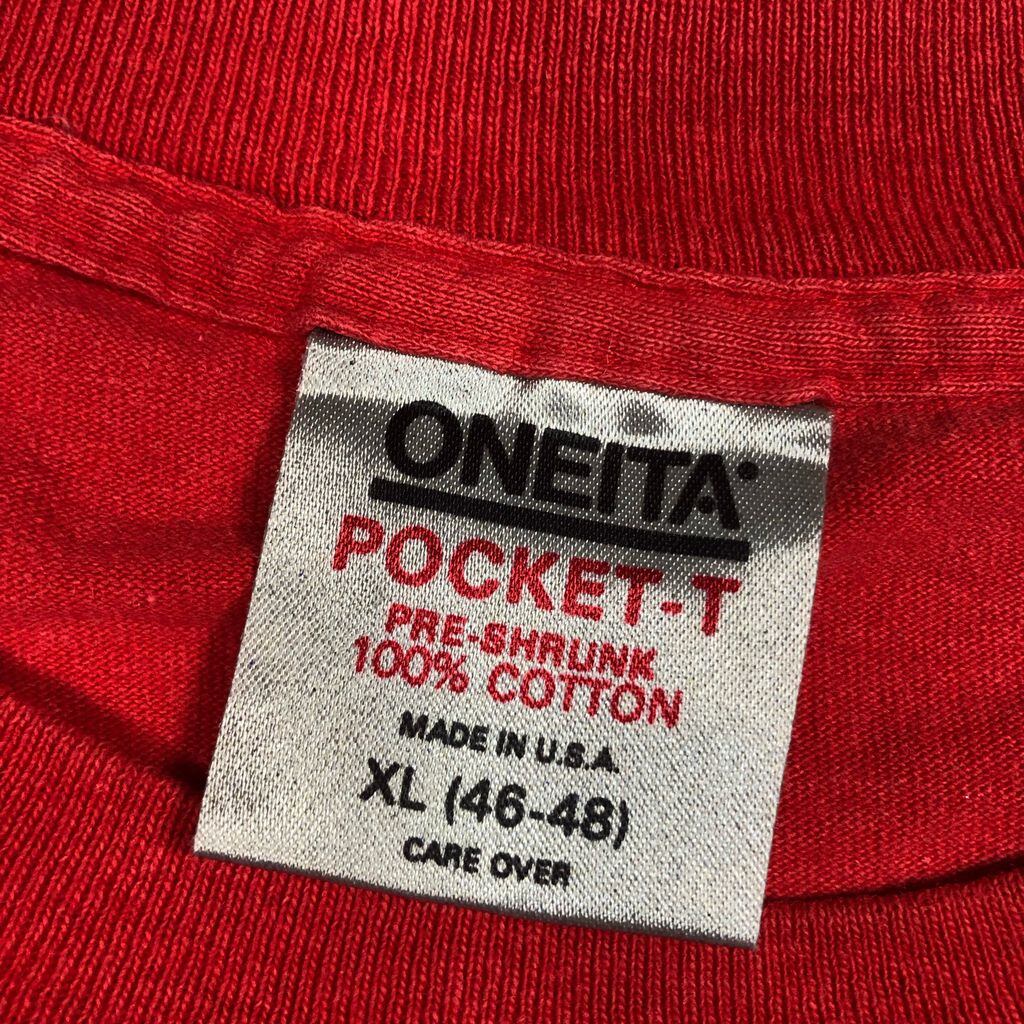 ONEITA
POCKET-T
PRE-SHRUNK
100% COTTON
MADE IN U.S.A.
XL (46-48)
CARE OVER